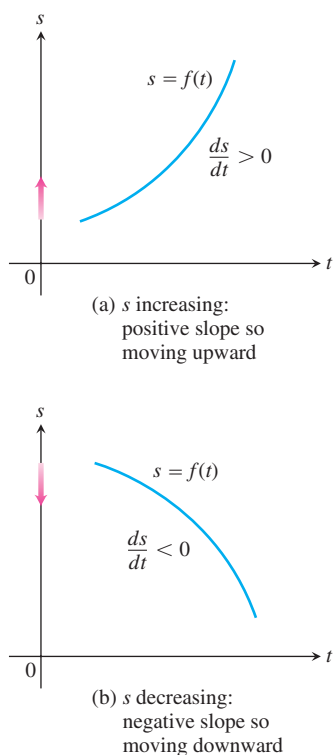 s
s = f(t)
ds/dt > 0
0
t
(a) s increasing:
positive slope so
moving upward
s
s = f(t)
ds/dt < 0
0
t
(b) s decreasing:
negative slope so
moving downward